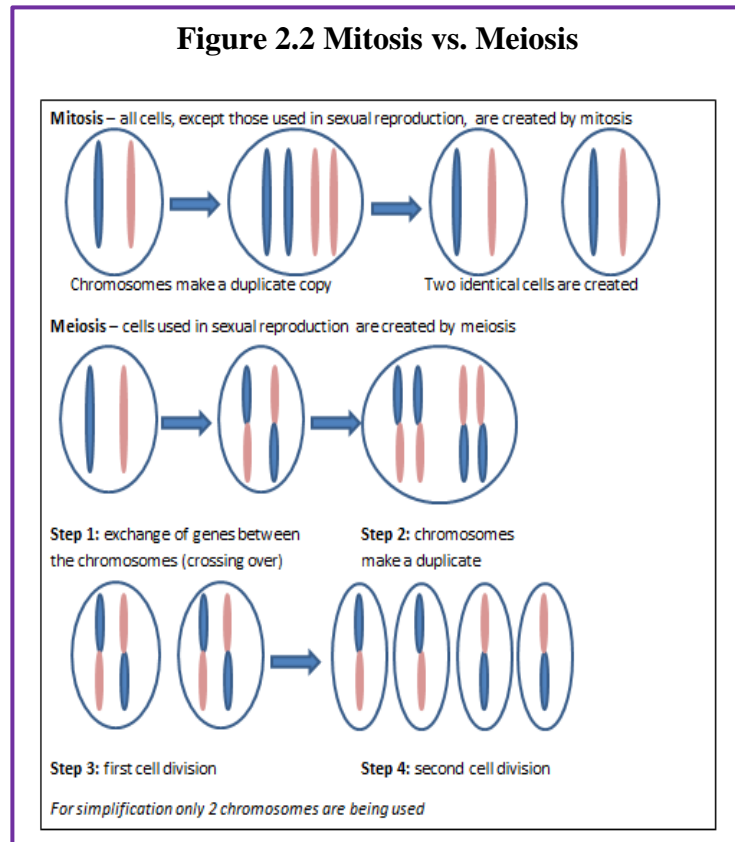 Figure 2.2 Mitosis vs. Meiosis
Mitosis – all cells, except those used in sexual reproduction, are created by mitosis
Chromosomes make a duplicate copy
Two identical cells are created
Meiosis – cells used in sexual reproduction are created by meiosis
Step 1: exchange of genes between
the chromosomes (crossing over)
Step 2: chromosomes
make a duplicate
Step 3: first cell division
Step 4: second cell division
For simplification only 2 chromosomes are being used